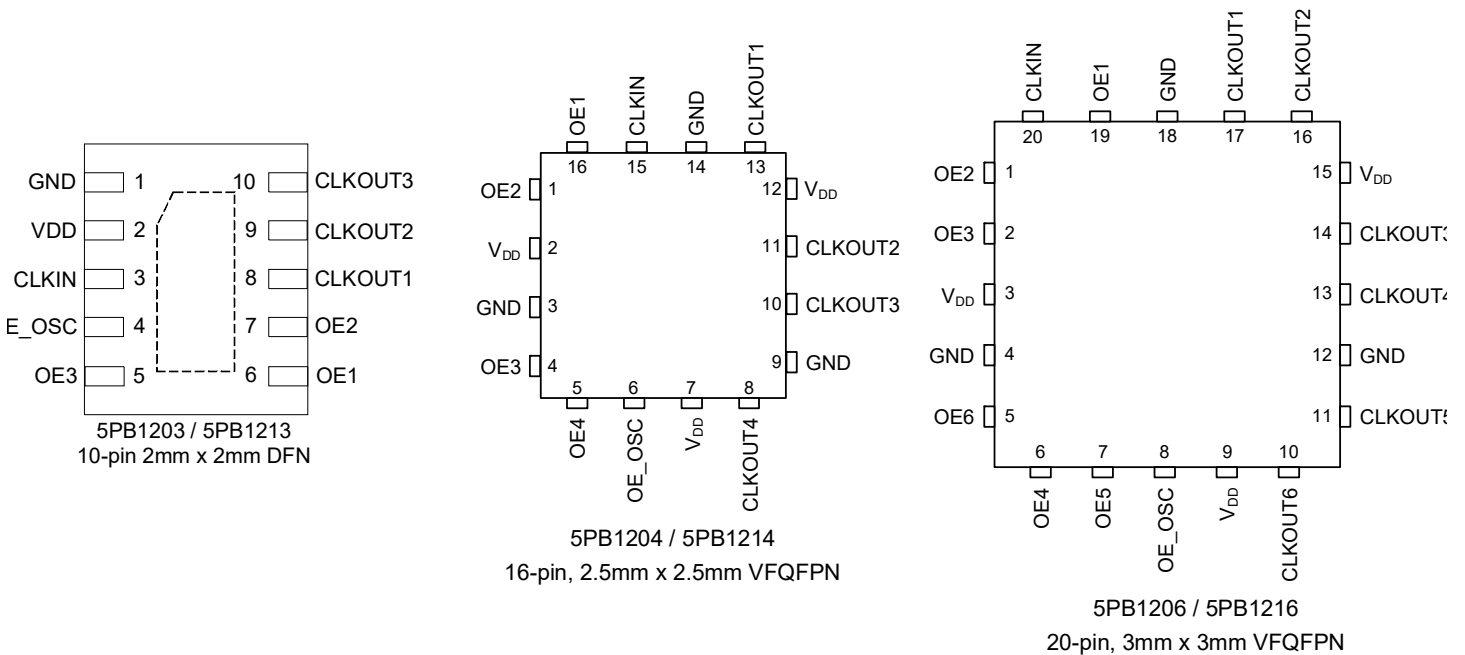 GND 1 10 CLKOUT3
VDD 2 9 CLKOUT2
CLKIN 3 8 CLKOUT1
E_OSC 4 7 OE2
OE3 5 6 OE1
5PB1203 / 5PB1213
10-pin 2mm x 2mm DFN
OE1 CLKIN GND CLKOUT1
16 15 14 13
OE2 1 12 VDD
VDD 2 11 CLKOUT2
GND 3 10 CLKOUT3
OE3 4 9 GND
5 6 7 8
OE4 OE_OSC VDD CLKOUT4
5PB1204 / 5PB1214
16-pin, 2.5mm x 2.5mm VFQFPN
CLKIN OE1 GND CLKOUT1 CLKOUT2
20 19 18 17 16
OE2 1 15 VDD
OE3 2 14 CLKOUT3
VDD 3 13 CLKOUT4
GND 4 12 GND
OE6 5 11 CLKOUT5
6 7 8 9 10
OE4 OE5 OE_OSC VDD CLKOUT6
5PB1206 / 5PB1216
20-pin, 3mm x 3mm VFQFPN